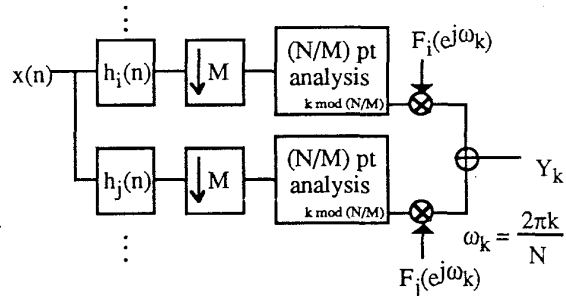 x(n)
h_i(n)
M
(N/M) pt
analysis
k mod (N/M)
F_i(e^{jω_k})
h_j(n)
M
(N/M) pt
analysis
k mod (N/M)
F_j(e^{jω_k})
Y_k
ω_k = 2πk/N